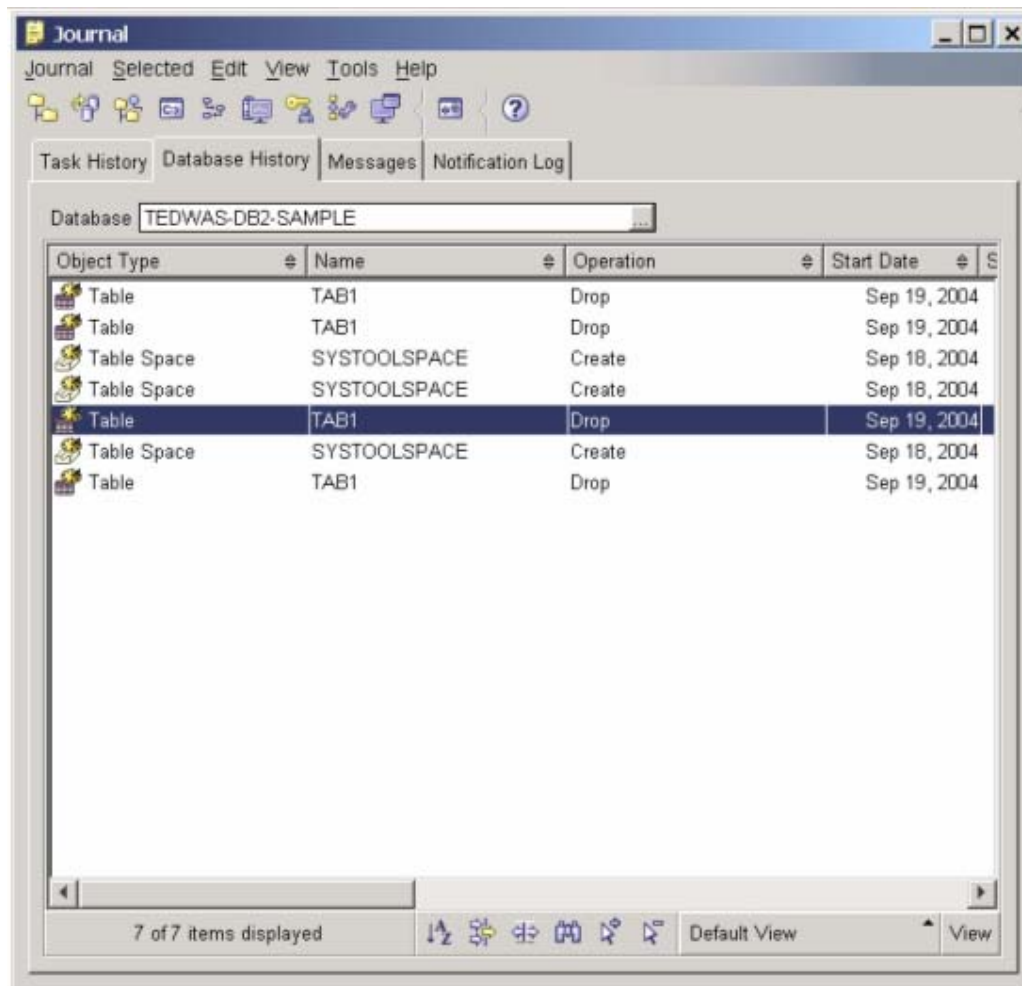 Journal
Journal Selected Edit View Tools Help
Task History Database History Messages Notification Log
Database TEDWAS-DB2-SAMPLE ...
Object Type Name Operation Start Date S
Table TAB1 Drop Sep 19, 2004
Table TAB1 Drop Sep 19, 2004
Table Space SYSTOOLSPACE Create Sep 18, 2004
Table Space SYSTOOLSPACE Create Sep 18, 2004
Table TAB1 Drop Sep 19, 2004
Table Space SYSTOOLSPACE Create Sep 18, 2004
Table TAB1 Drop Sep 19, 2004
7 of 7 items displayed Default View View